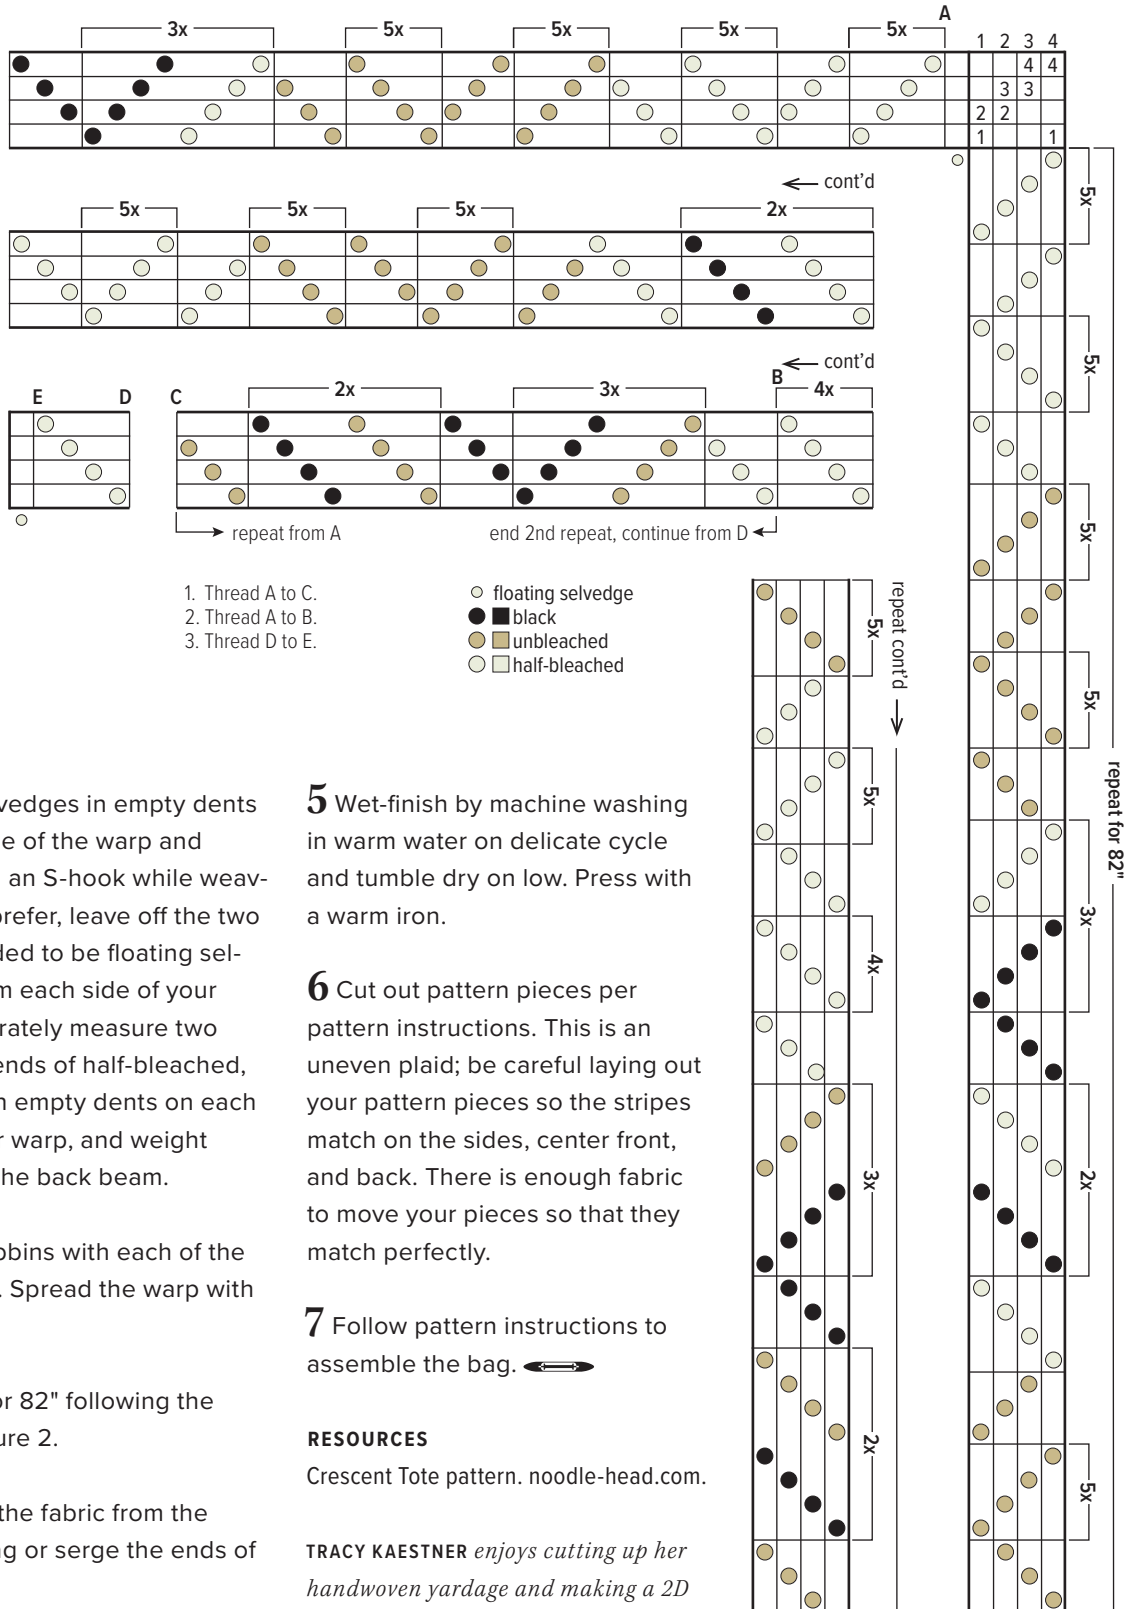 3x 5x 5x 5x 5x A
1 2 3 4
4 4
3 3
2 2
1 1
cont'd
5x 5x 5x 2x
cont'd
E D C 2x 3x B 4x
repeat from A
end 2nd repeat, continue from D
1. Thread A to C.
2. Thread A to B.
3. Thread D to E.
floating selvedge
black
unbleached
half-bleached
5x
5x
5x
5x
3x
2x
5x
repeat for 82"
5x
5x
4x
3x
2x
repeat cont'd
vedges in empty dents
e of the warp and
an S-hook while weav-
prefer, leave off the two
ded to be floating sel-
m each side of your
rately measure two
ends of half-bleached,
n empty dents on each
r warp, and weight
he back beam.
bbins with each of the
. Spread the warp with
or 82" following the
ure 2.
the fabric from the
ng or serge the ends of
5 Wet-finish by machine washing
in warm water on delicate cycle
and tumble dry on low. Press with
a warm iron.
6 Cut out pattern pieces per
pattern instructions. This is an
uneven plaid; be careful laying out
your pattern pieces so the stripes
match on the sides, center front,
and back. There is enough fabric
to move your pieces so that they
match perfectly.
7 Follow pattern instructions to
assemble the bag.
RESOURCES
Crescent Tote pattern. noodle-head.com.
TRACY KAESTNER enjoys cutting up her
handwoven yardage and making a 2D